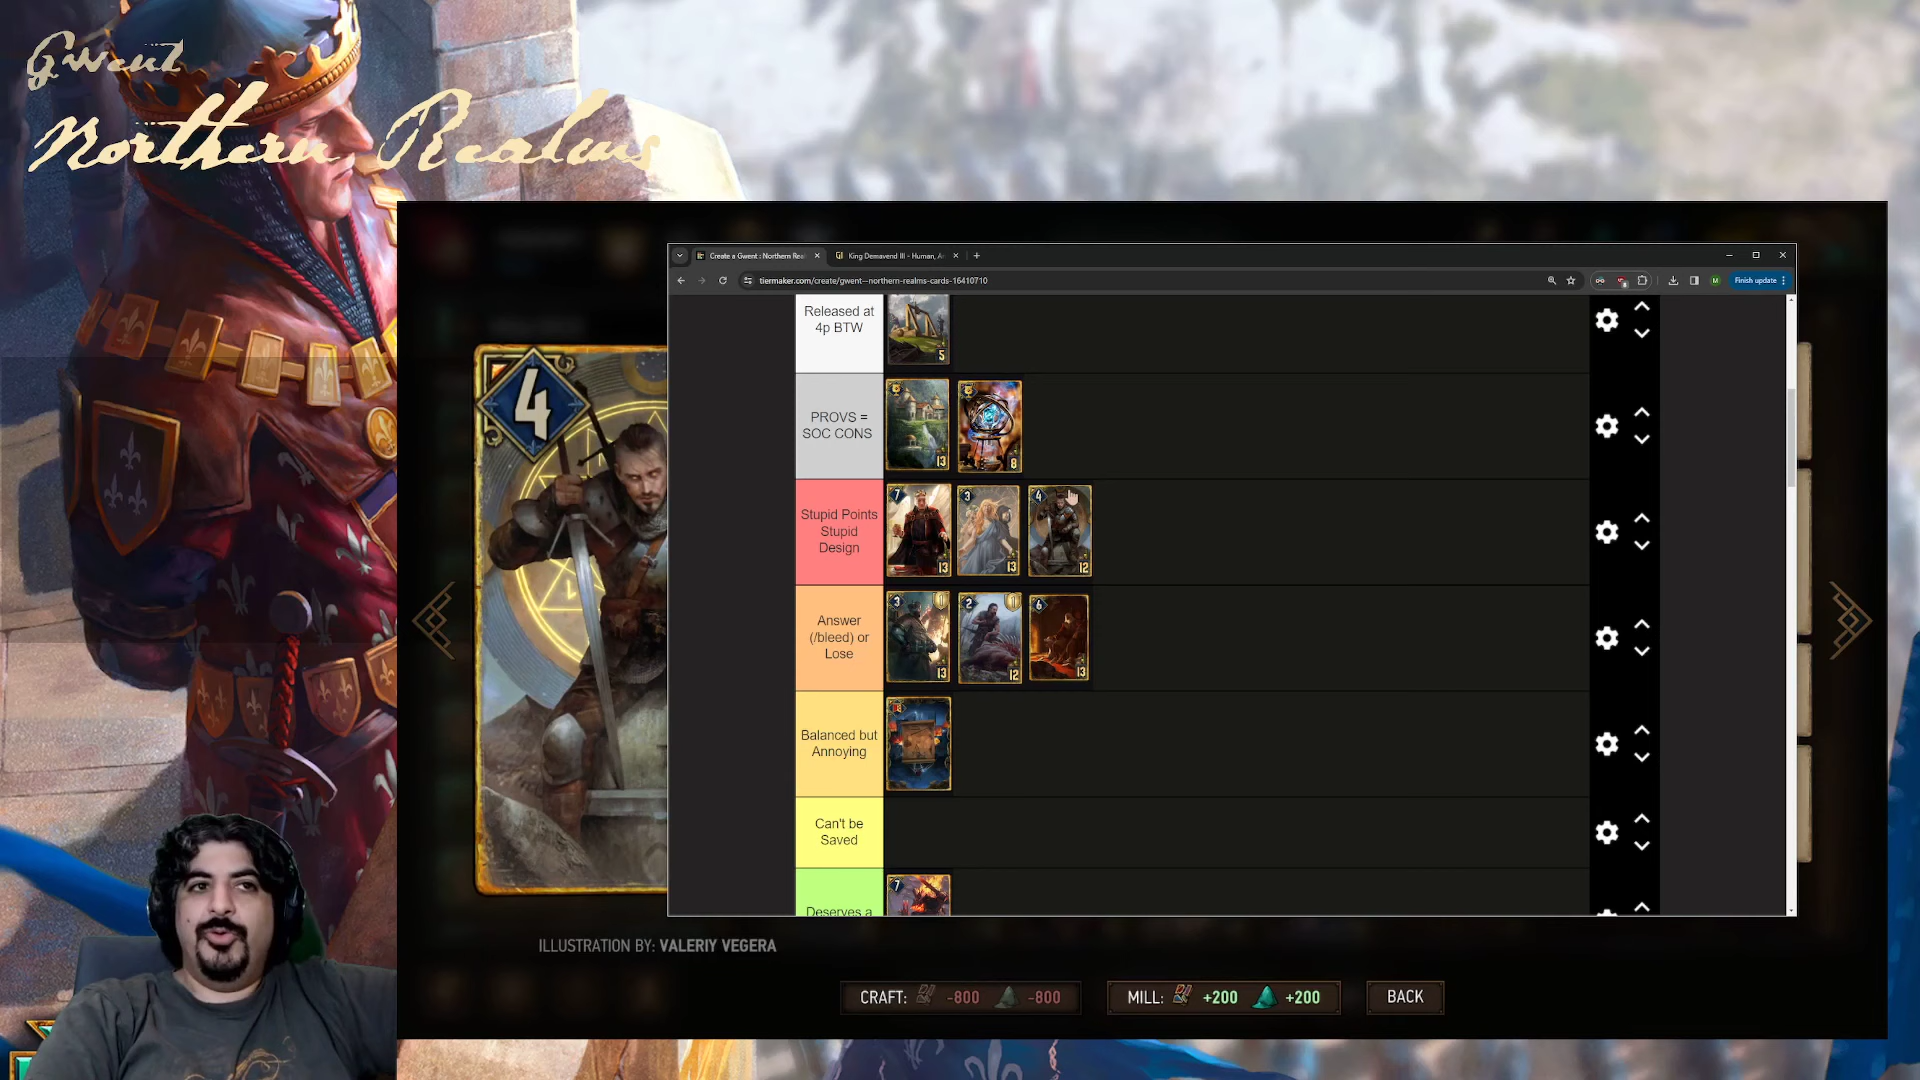 Gwent
Northern Realms
Create a Gwent : Northern Rea
King Demavend III - Human, A
tiermaker.com/create/gwent--northern-realms-cards-16410710
Finish update
M
Released at
4p BTW
5
PROVS =
SOC CONS
13
8
Stupid Points
Stupid
Design
7
13
3
13
4
12
Answer
(/bleed) or
Lose
3
1
13
2
1
12
6
13
Balanced but
Annoying
Can't be
Saved
Deserves a
7
4
ILLUSTRATION BY: VALERIY VEGERA
CRAFT: -800 -800
MILL: +200 +200
BACK